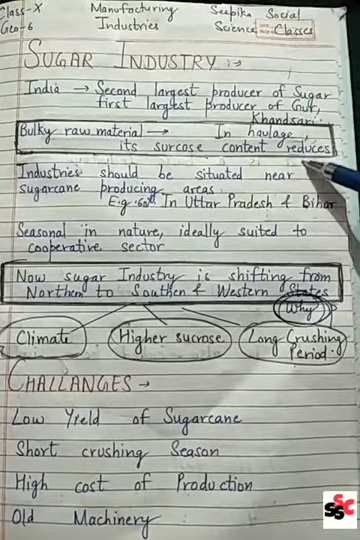 Class-X Manufacturing Deepika Social
Geo-6 Industries Science Classes
SUGAR INDUSTRY :→
India → Second largest producer of Sugar
first largest producer of Gur,
Khandsari
Bulky raw material → In haulage,
its surcose content reduces
Industries should be situated near
sugarcane producing areas
E.g. 60% In Uttar Pradesh & Bihar
Seasonal in nature, ideally suited to
cooperative sector
Now sugar Industry is shifting from
Northern to Southern & Western States
Why
Climate Higher sucrose Long Crushing
Period.
CHALLANGES →
Low Yield of Sugarcane
Short crushing Season
High cost of Production
Old Machinery
SSC